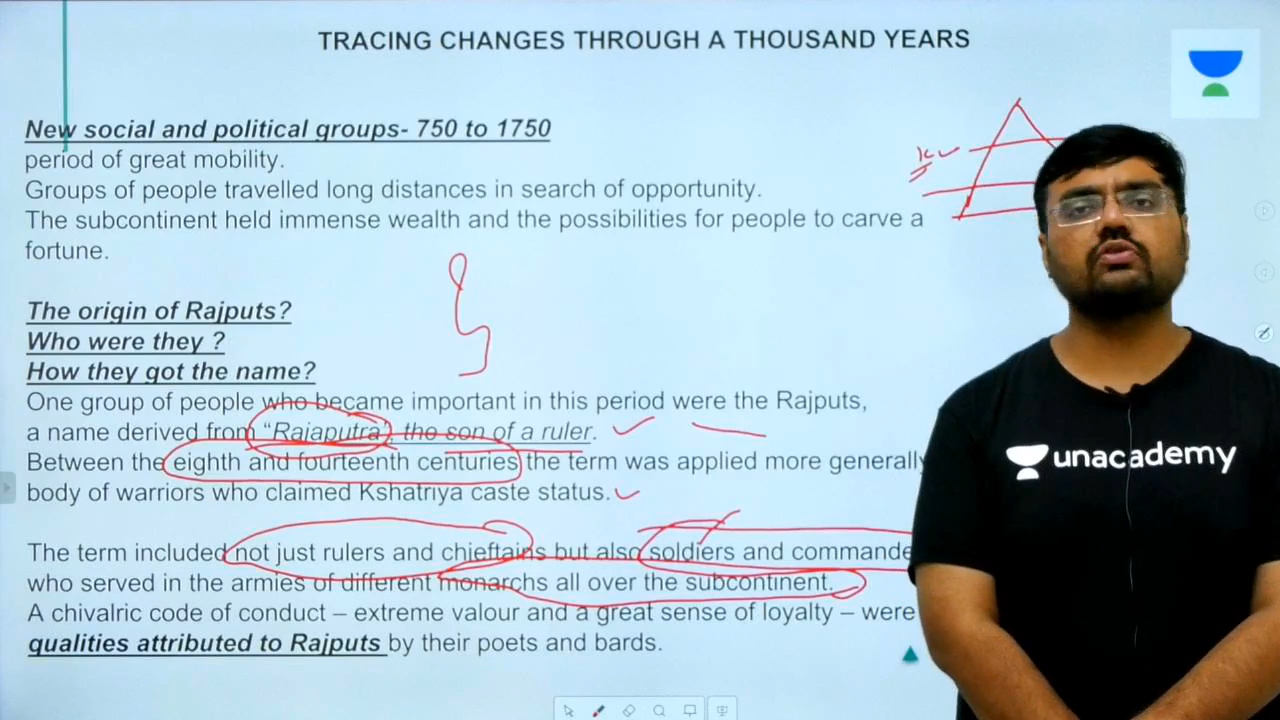 TRACING CHANGES THROUGH A THOUSAND YEARS
New social and political groups- 750 to 1750
period of great mobility.
Groups of people travelled long distances in search of opportunity.
The subcontinent held immense wealth and the possibilities for people to carve a
fortune.
The origin of Rajputs?
Who were they ?
How they got the name?
One group of people who became important in this period were the Rajputs,
a name derived from “Rajaputra”, the son of a ruler.
Between the eighth and fourteenth centuries the term was applied more generally
body of warriors who claimed Kshatriya caste status.
The term included not just rulers and chieftains but also soldiers and commande
who served in the armies of different monarchs all over the subcontinent.
A chivalric code of conduct – extreme valour and a great sense of loyalty – were
qualities attributed to Rajputs by their poets and bards.
unacademy